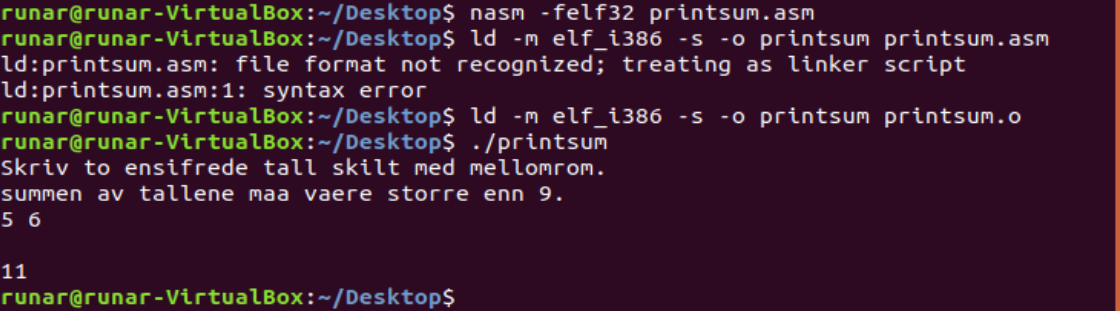 runar@runar-VirtualBox:~/Desktop$ nasm -felf32 printsum.asm
runar@runar-VirtualBox:~/Desktop$ ld -m elf_i386 -s -o printsum printsum.asm
ld:printsum.asm: file format not recognized; treating as linker script
ld:printsum.asm:1: syntax error
runar@runar-VirtualBox:~/Desktop$ ld -m elf_i386 -s -o printsum printsum.o
runar@runar-VirtualBox:~/Desktop$ ./printsum
Skriv to ensifrede tall skilt med mellomrom.
summen av tallene maa vaere storre enn 9.
5 6
11
runar@runar-VirtualBox:~/Desktop$